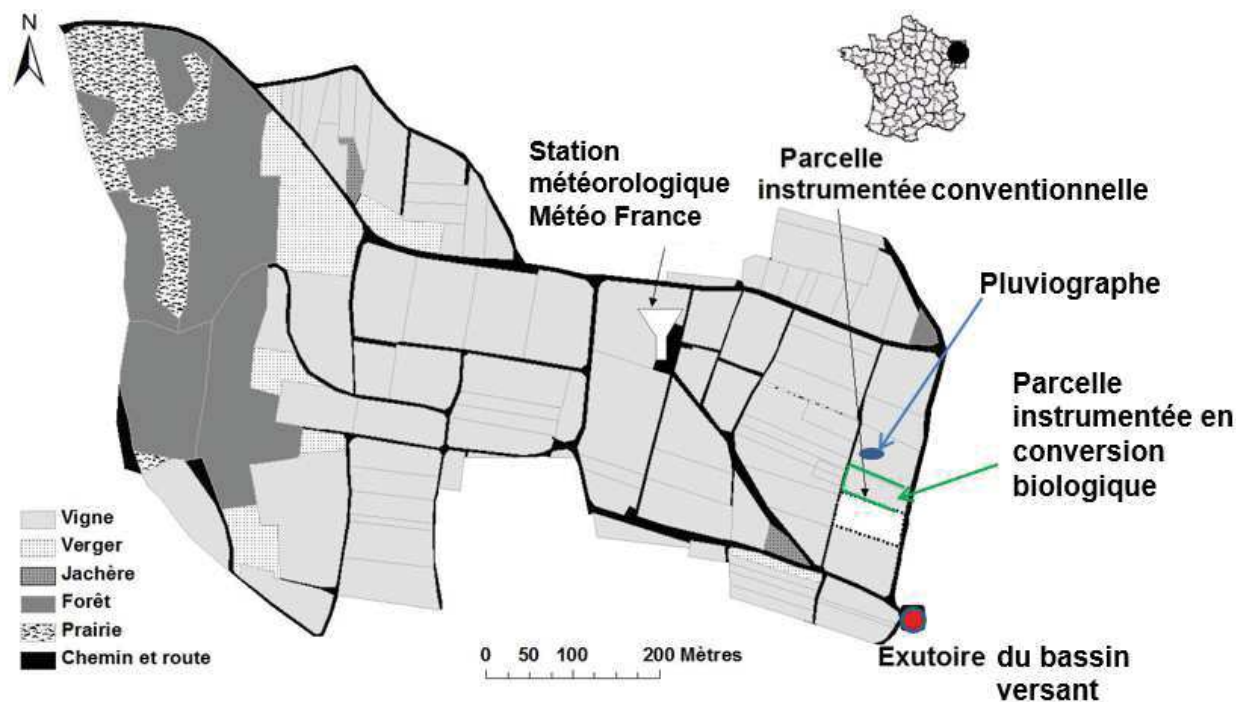 N
Station
météorologique
Météo France
Parcelle
instrumentée conventionnelle
Pluviographe
Parcelle
instrumentée en
conversion
biologique
Vigne
Verger
Jachère
Forêt
Prairie
Chemin et route
0 50 100 200 Mètres
Exutoire du bassin
versant